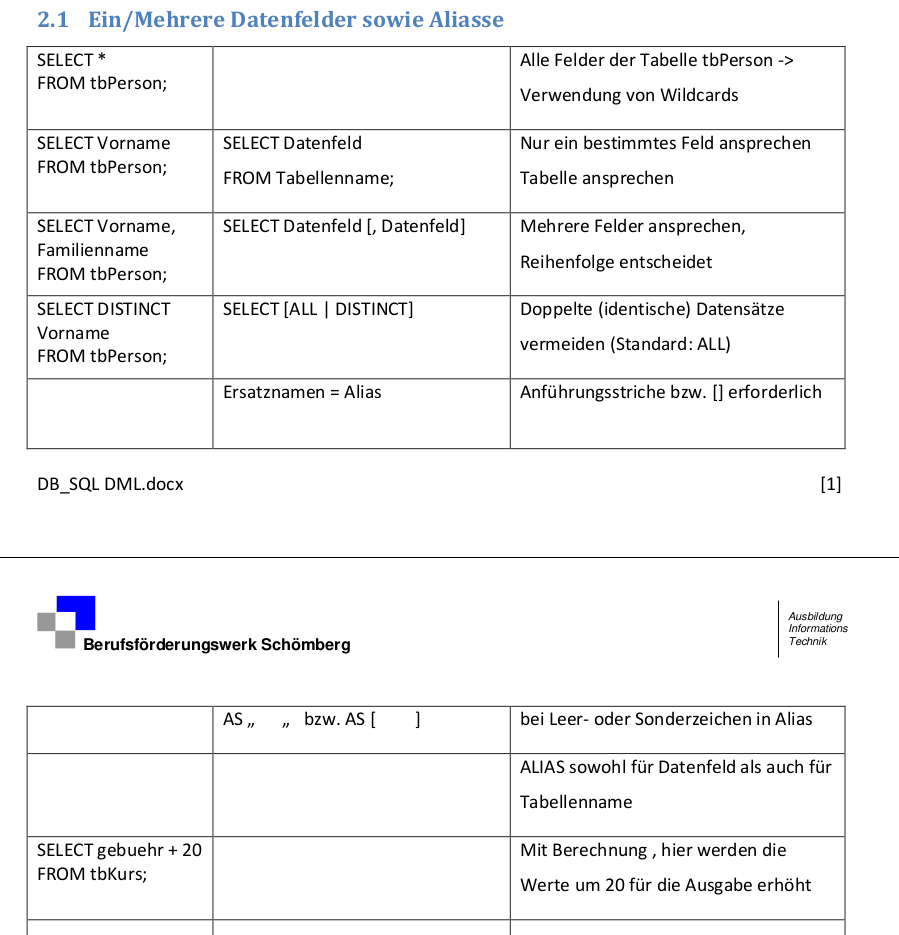 2.1 Ein/Mehrere Datenfelder sowie Aliasse
SELECT *
FROM tbPerson;
Alle Felder der Tabelle tbPerson ->
Verwendung von Wildcards
SELECT Vorname
FROM tbPerson;
SELECT Datenfeld
FROM Tabellenname;
Nur ein bestimmtes Feld ansprechen
Tabelle ansprechen
SELECT Vorname,
Familienname
FROM tbPerson;
SELECT Datenfeld [, Datenfeld]
Mehrere Felder ansprechen,
Reihenfolge entscheidet
SELECT DISTINCT
Vorname
FROM tbPerson;
SELECT [ALL | DISTINCT]
Doppelte (identische) Datensätze
vermeiden (Standard: ALL)
Ersatznamen = Alias
Anführungsstriche bzw. [] erforderlich
DB_SQL DML.docx [1]
Berufsförderungswerk Schömberg
Ausbildung
Informations
Technik
AS „ „ bzw. AS [ ]
bei Leer- oder Sonderzeichen in Alias
ALIAS sowohl für Datenfeld als auch für
Tabellenname
SELECT gebuehr + 20
FROM tbKurs;
Mit Berechnung , hier werden die
Werte um 20 für die Ausgabe erhöht